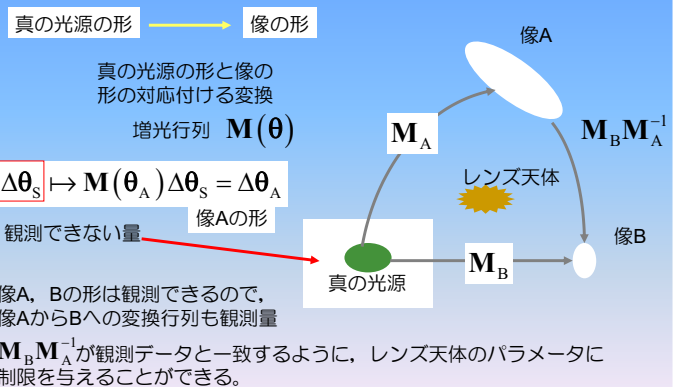 真の光源の形 像の形
真の光源の形と像の
形の対応付ける変換
増光行列 M(θ)
Δθ_S ↦ M(θ_A)Δθ_S = Δθ_A
像Aの形
観測できない量
像A
M_A
M_B M_A^{-1}
レンズ天体
像B
M_B
真の光源
像A，Bの形は観測できるので，
像AからBへの変換行列も観測量
M_B M_A^{-1}が観測データと一致するように，レンズ天体のパラメータに
制限を与えることができる。